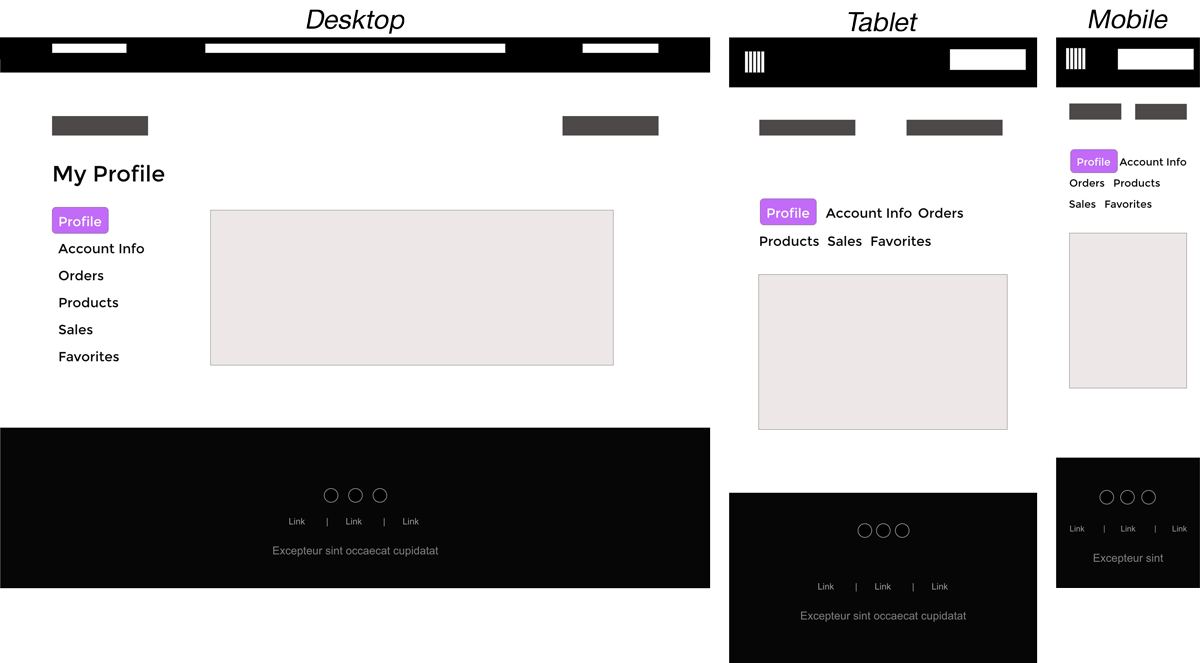 Desktop
My Profile
Profile
Account Info
Orders
Products
Sales
Favorites
Link | Link | Link
Excepteur sint occaecat cupidatat
Tablet
Profile Account Info Orders
Products Sales Favorites
Link | Link | Link
Excepteur sint occaecat cupidatat
Mobile
Profile Account Info
Orders Products
Sales Favorites
Link | Link | Link
Excepteur sint